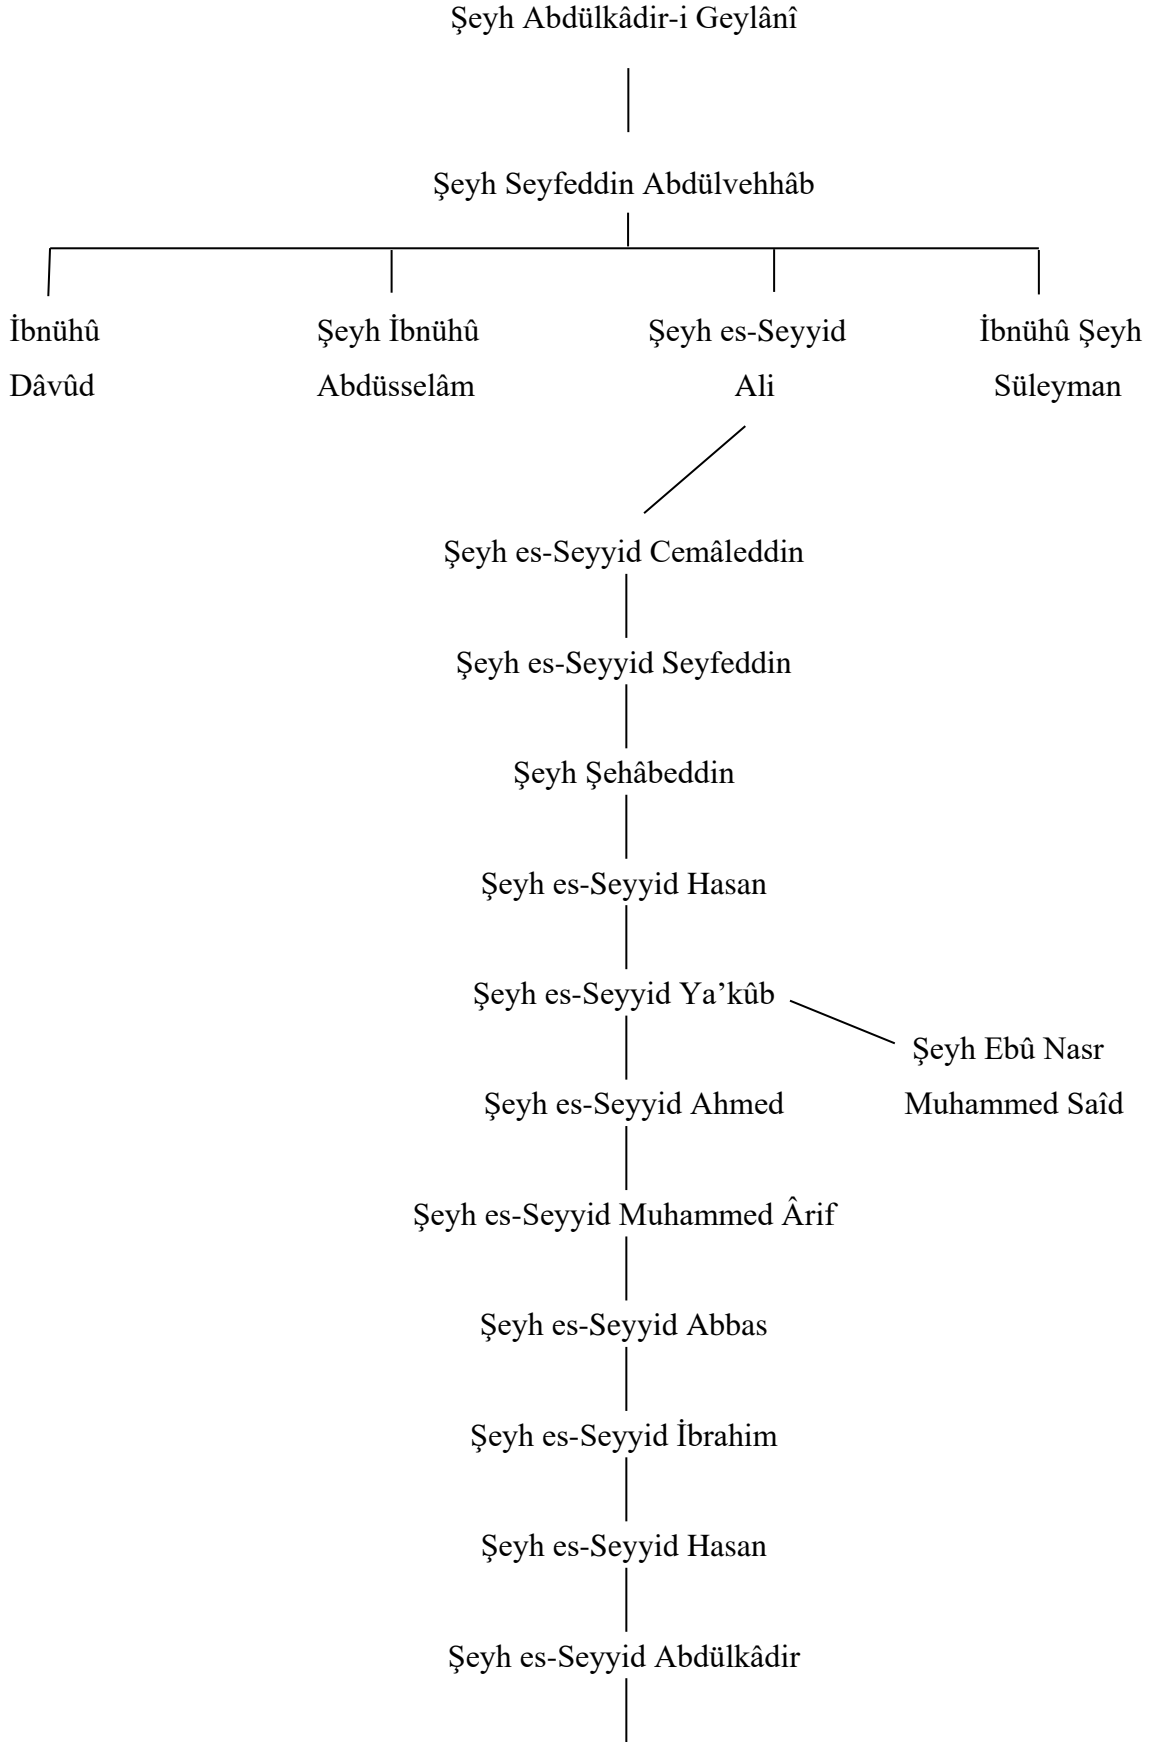 Şeyh Abdülkâdir-i Geylânî
Şeyh Seyfeddin Abdülvehhâb
İbnühû
Dâvûd
Şeyh İbnühû
Abdüsselâm
Şeyh es-Seyyid
Ali
İbnühû Şeyh
Süleyman
Şeyh es-Seyyid Cemâleddin
Şeyh es-Seyyid Seyfeddin
Şeyh Şehâbeddin
Şeyh es-Seyyid Hasan
Şeyh es-Seyyid Ya’kûb
Şeyh Ebû Nasr
Muhammed Saîd
Şeyh es-Seyyid Ahmed
Şeyh es-Seyyid Muhammed Ârif
Şeyh es-Seyyid Abbas
Şeyh es-Seyyid İbrahim
Şeyh es-Seyyid Hasan
Şeyh es-Seyyid Abdülkâdir